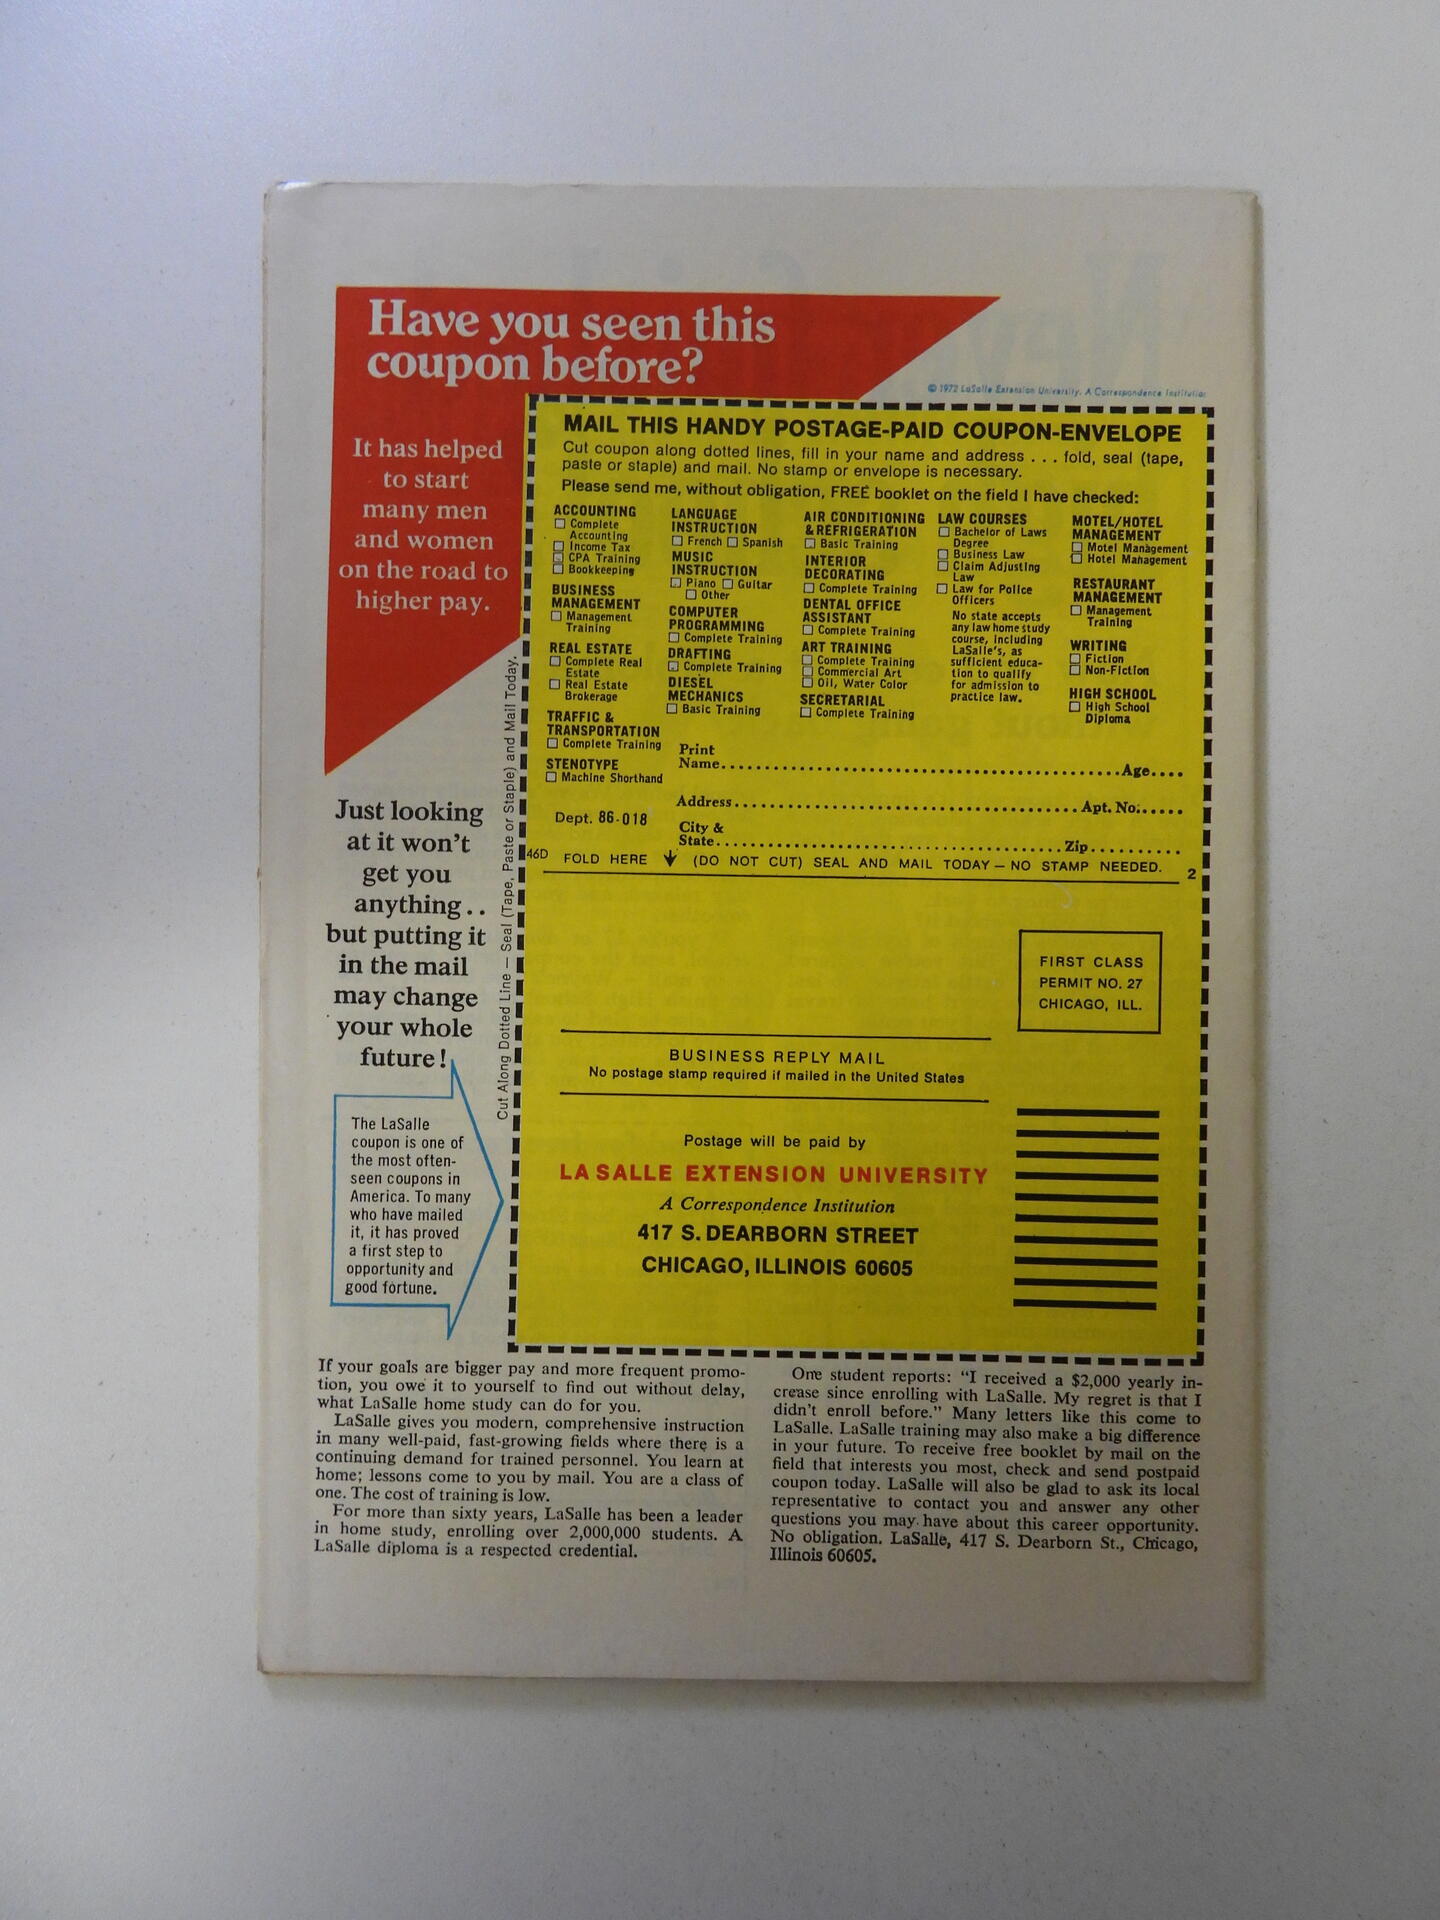 Have you seen this
coupon before?
© 1972 LaSalle Extension University. A Correspondence Institution
It has helped
to start
many men
and women
on the road to
higher pay.
Just looking
at it won't
get you
anything..
but putting it
in the mail
may change
your whole
future!
The LaSalle
coupon is one of
the most often-
seen coupons in
America. To many
who have mailed
it, it has proved
a first step to
opportunity and
good fortune.
Cut Along Dotted Line — Seal (Tape, Paste or Staple) and Mail Today.
MAIL THIS HANDY POSTAGE-PAID COUPON-ENVELOPE
Cut coupon along dotted lines, fill in your name and address . . . fold, seal (tape,
paste or staple) and mail. No stamp or envelope is necessary.
Please send me, without obligation, FREE booklet on the field I have checked:
ACCOUNTING
☐ Complete
Accounting
☐ Income Tax
☐ CPA Training
☐ Bookkeeping
BUSINESS
MANAGEMENT
☐ Management
Training
REAL ESTATE
☐ Complete Real
Estate
☐ Real Estate
Brokerage
TRAFFIC &
TRANSPORTATION
☐ Complete Training
STENOTYPE
☐ Machine Shorthand
LANGUAGE
INSTRUCTION
☐ French ☐ Spanish
MUSIC
INSTRUCTION
☐ Piano ☐ Guitar
☐ Other
COMPUTER
PROGRAMMING
☐ Complete Training
DRAFTING
☐ Complete Training
DIESEL
MECHANICS
☐ Basic Training
AIR CONDITIONING
& REFRIGERATION
☐ Basic Training
INTERIOR
DECORATING
☐ Complete Training
DENTAL OFFICE
ASSISTANT
☐ Complete Training
ART TRAINING
☐ Complete Training
☐ Commercial Art
☐ Oil, Water Color
SECRETARIAL
☐ Complete Training
LAW COURSES
☐ Bachelor of Laws
Degree
☐ Business Law
☐ Claim Adjusting
Law
☐ Law for Police
Officers
No state accepts
any law home study
course, including
LaSalle's, as
sufficient educa-
tion to qualify
for admission to
practice law.
MOTEL/HOTEL
MANAGEMENT
☐ Motel Management
☐ Hotel Management
RESTAURANT
MANAGEMENT
☐ Management
Training
WRITING
☐ Fiction
☐ Non-Fiction
HIGH SCHOOL
☐ High School
Diploma
Print
Name..........Age....
Address..........Apt. No......
Dept. 86-018
City &
State..........Zip..........
46D FOLD HERE ↓ (DO NOT CUT) SEAL AND MAIL TODAY — NO STAMP NEEDED. 2
FIRST CLASS
PERMIT NO. 27
CHICAGO, ILL.
BUSINESS REPLY MAIL
No postage stamp required if mailed in the United States
Postage will be paid by
LA SALLE EXTENSION UNIVERSITY
A Correspondence Institution
417 S. DEARBORN STREET
CHICAGO, ILLINOIS 60605
If your goals are bigger pay and more frequent promo-
tion, you owe it to yourself to find out without delay,
what LaSalle home study can do for you.
LaSalle gives you modern, comprehensive instruction
in many well-paid, fast-growing fields where there is a
continuing demand for trained personnel. You learn at
home; lessons come to you by mail. You are a class of
one. The cost of training is low.
For more than sixty years, LaSalle has been a leader
in home study, enrolling over 2,000,000 students. A
LaSalle diploma is a respected credential.
One student reports: "I received a $2,000 yearly in-
crease since enrolling with LaSalle. My regret is that I
didn't enroll before." Many letters like this come to
LaSalle. LaSalle training may also make a big difference
in your future. To receive free booklet by mail on the
field that interests you most, check and send postpaid
coupon today. LaSalle will also be glad to ask its local
representative to contact you and answer any other
questions you may have about this career opportunity.
No obligation. LaSalle, 417 S. Dearborn St., Chicago,
Illinois 60605.